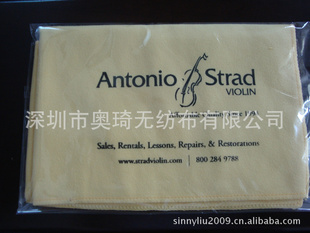 Antonio Strad
VIOLIN
深圳市奥琦无纺布有限公司
Sales, Rentals, Lessons, Repairs, & Restorations
www.stradviolin.com | 800 284 9788
sinnyliu2009.cn.alibaba.com